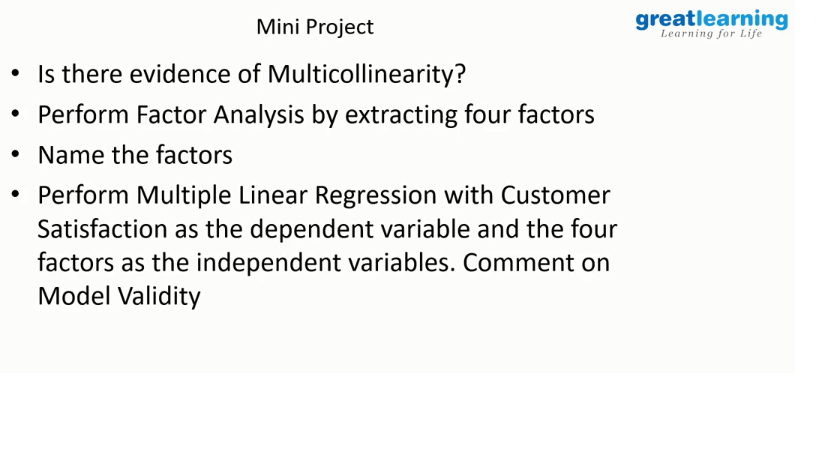 Mini Project
greatlearning
Learning for Life
• Is there evidence of Multicollinearity?
• Perform Factor Analysis by extracting four factors
• Name the factors
• Perform Multiple Linear Regression with Customer
Satisfaction as the dependent variable and the four
factors as the independent variables. Comment on
Model Validity